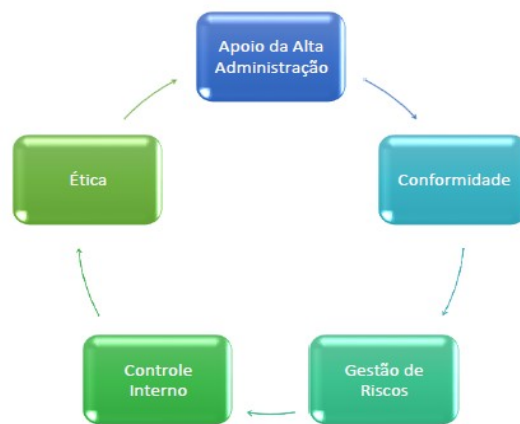 Apoio da Alta
Administração
Conformidade
Gestão de
Riscos
Controle
Interno
Ética